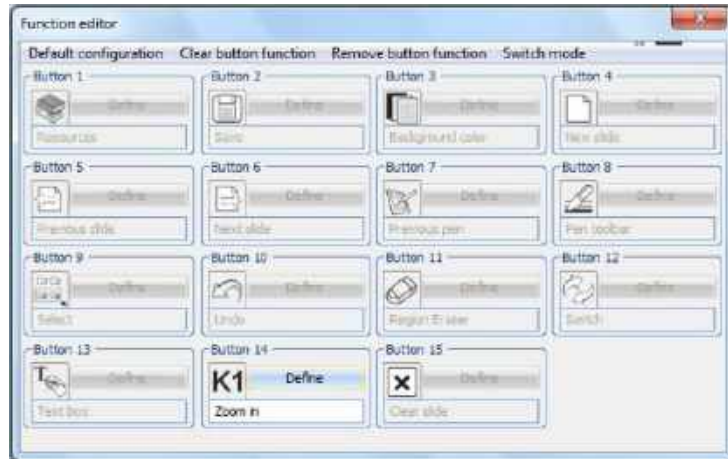 Function editor
Default configuration Clear button function Remove button function Switch mode
Button 1 Button 2 Button 3 Button 4
Define Define Define Define
Resources Save Background color New slide
Button 5 Button 6 Button 7 Button 8
Define Define Define Define
Previous slide Next slide Previous pen Pen toolbar
Button 9 Button 10 Button 11 Button 12
Define Define Define Define
Select Undo Region Eraser Switch
Button 13 Button 14 Button 15
T K1
Define Define Define
Text box Zoom in Clear slide